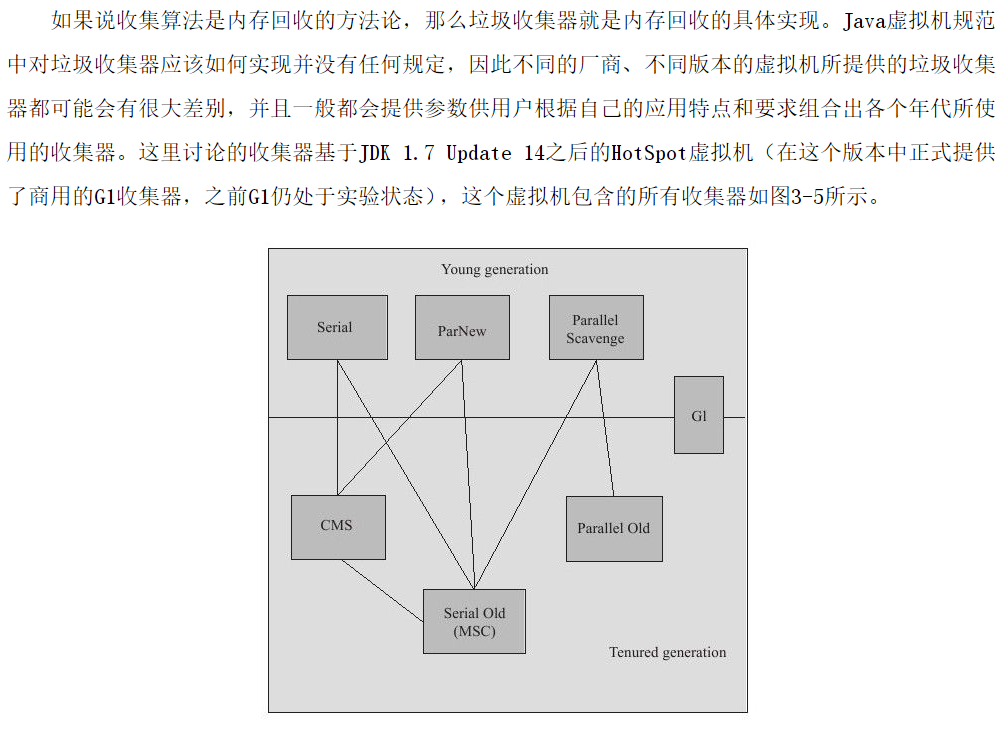 如果说收集算法是内存回收的方法论，那么垃圾收集器就是内存回收的具体实现。Java虚拟机规范
中对垃圾收集器应该如何实现并没有任何规定，因此不同的厂商、不同版本的虚拟机所提供的垃圾收集
器都可能会有很大差别，并且一般都会提供参数供用户根据自己的应用特点和要求组合出各个年代所使
用的收集器。这里讨论的收集器基于JDK 1.7 Update 14之后的HotSpot虚拟机（在这个版本中正式提供
了商用的G1收集器，之前G1仍处于实验状态），这个虚拟机包含的所有收集器如图3-5所示。
Young generation
Serial
ParNew
Parallel
Scavenge
G1
CMS
Parallel Old
Serial Old
(MSC)
Tenured generation